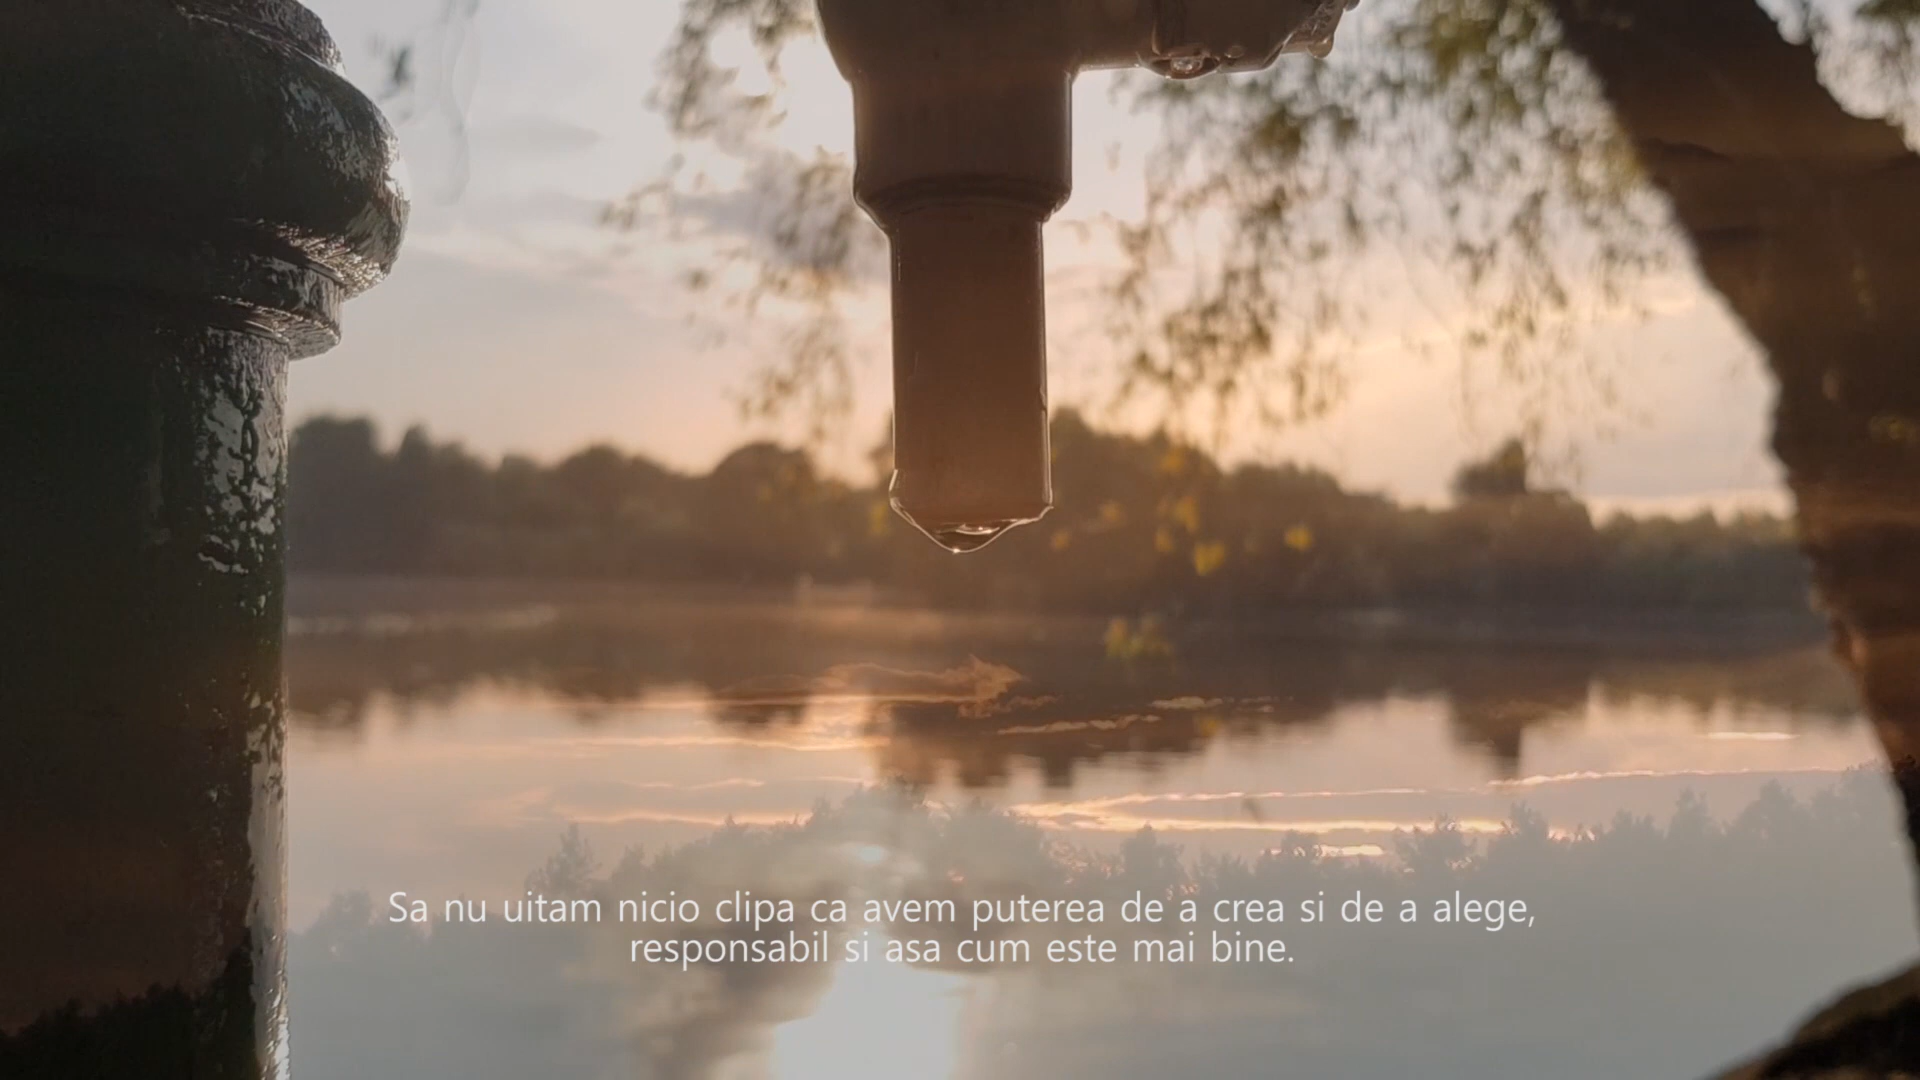 Sa nu uitam nicio clipa ca avem puterea de a crea si de a alege,
responsabil si asa cum este mai bine.